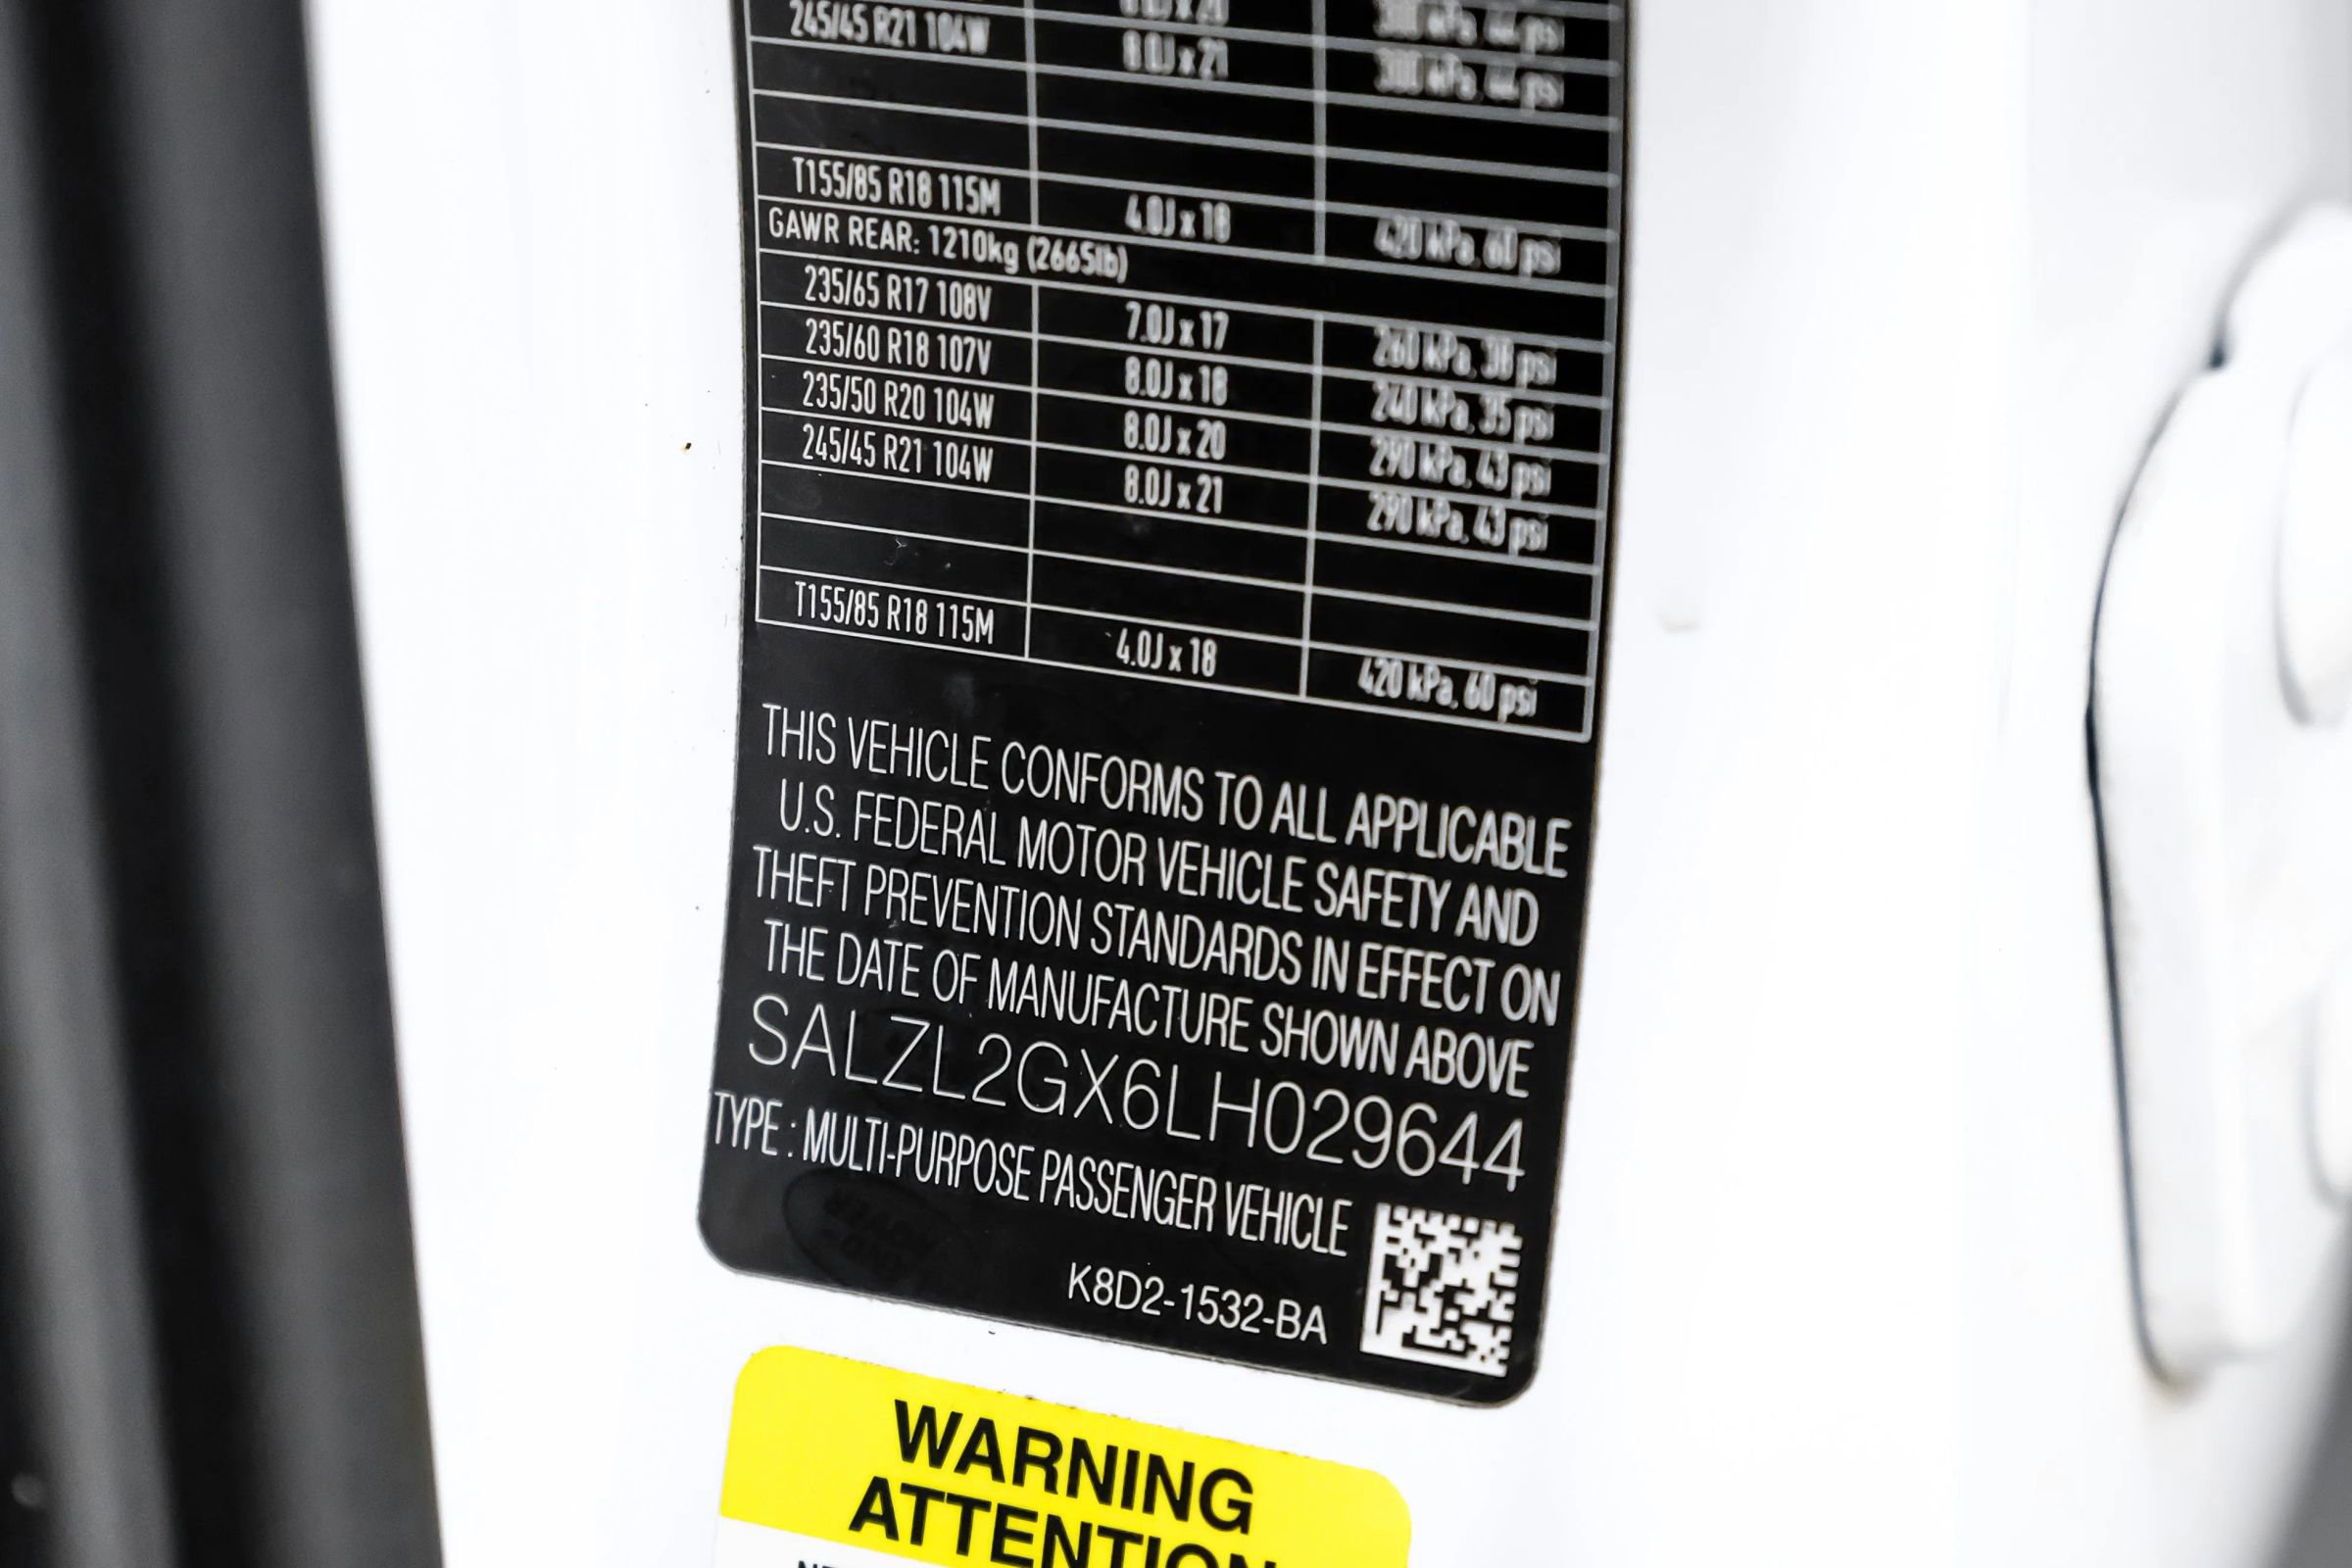 245/45 R21 104W 8.0J x 21 300 kPa, 44 psi
T155/85 R18 115M 4.0J x 18 420 kPa, 60 psi
GAWR REAR: 1210kg (2665lb)
235/65 R17 108V 7.0J x 17 260 kPa, 38 psi
235/60 R18 107V 8.0J x 18 240 kPa, 35 psi
235/50 R20 104W 8.0J x 20 290 kPa, 43 psi
245/45 R21 104W 8.0J x 21 290 kPa, 43 psi
T155/85 R18 115M 4.0J x 18 420 kPa, 60 psi
THIS VEHICLE CONFORMS TO ALL APPLICABLE
U.S. FEDERAL MOTOR VEHICLE SAFETY AND
THEFT PREVENTION STANDARDS IN EFFECT ON
THE DATE OF MANUFACTURE SHOWN ABOVE
SALZL2GX6LH029644
TYPE : MULTI-PURPOSE PASSENGER VEHICLE
LAND ROVER
K8D2-1532-BA
WARNING
ATTENTION